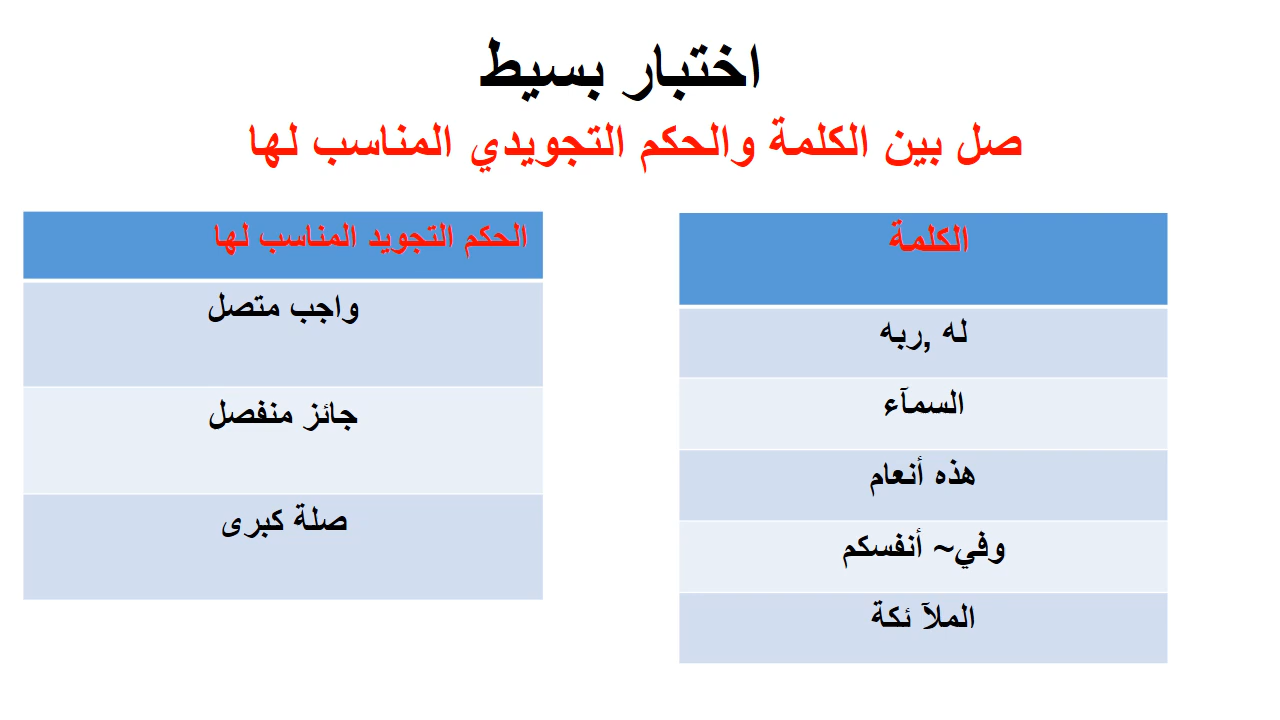 اختبار بسيط
صل بين الكلمة والحكم التجويدي المناسب لها
الكلمة
له ,ربه
السمآء
هذه أنعام
وفي~ أنفسكم
الملآ ئكة
الحكم التجويد المناسب لها
واجب متصل
جائز منفصل
صلة كبرى